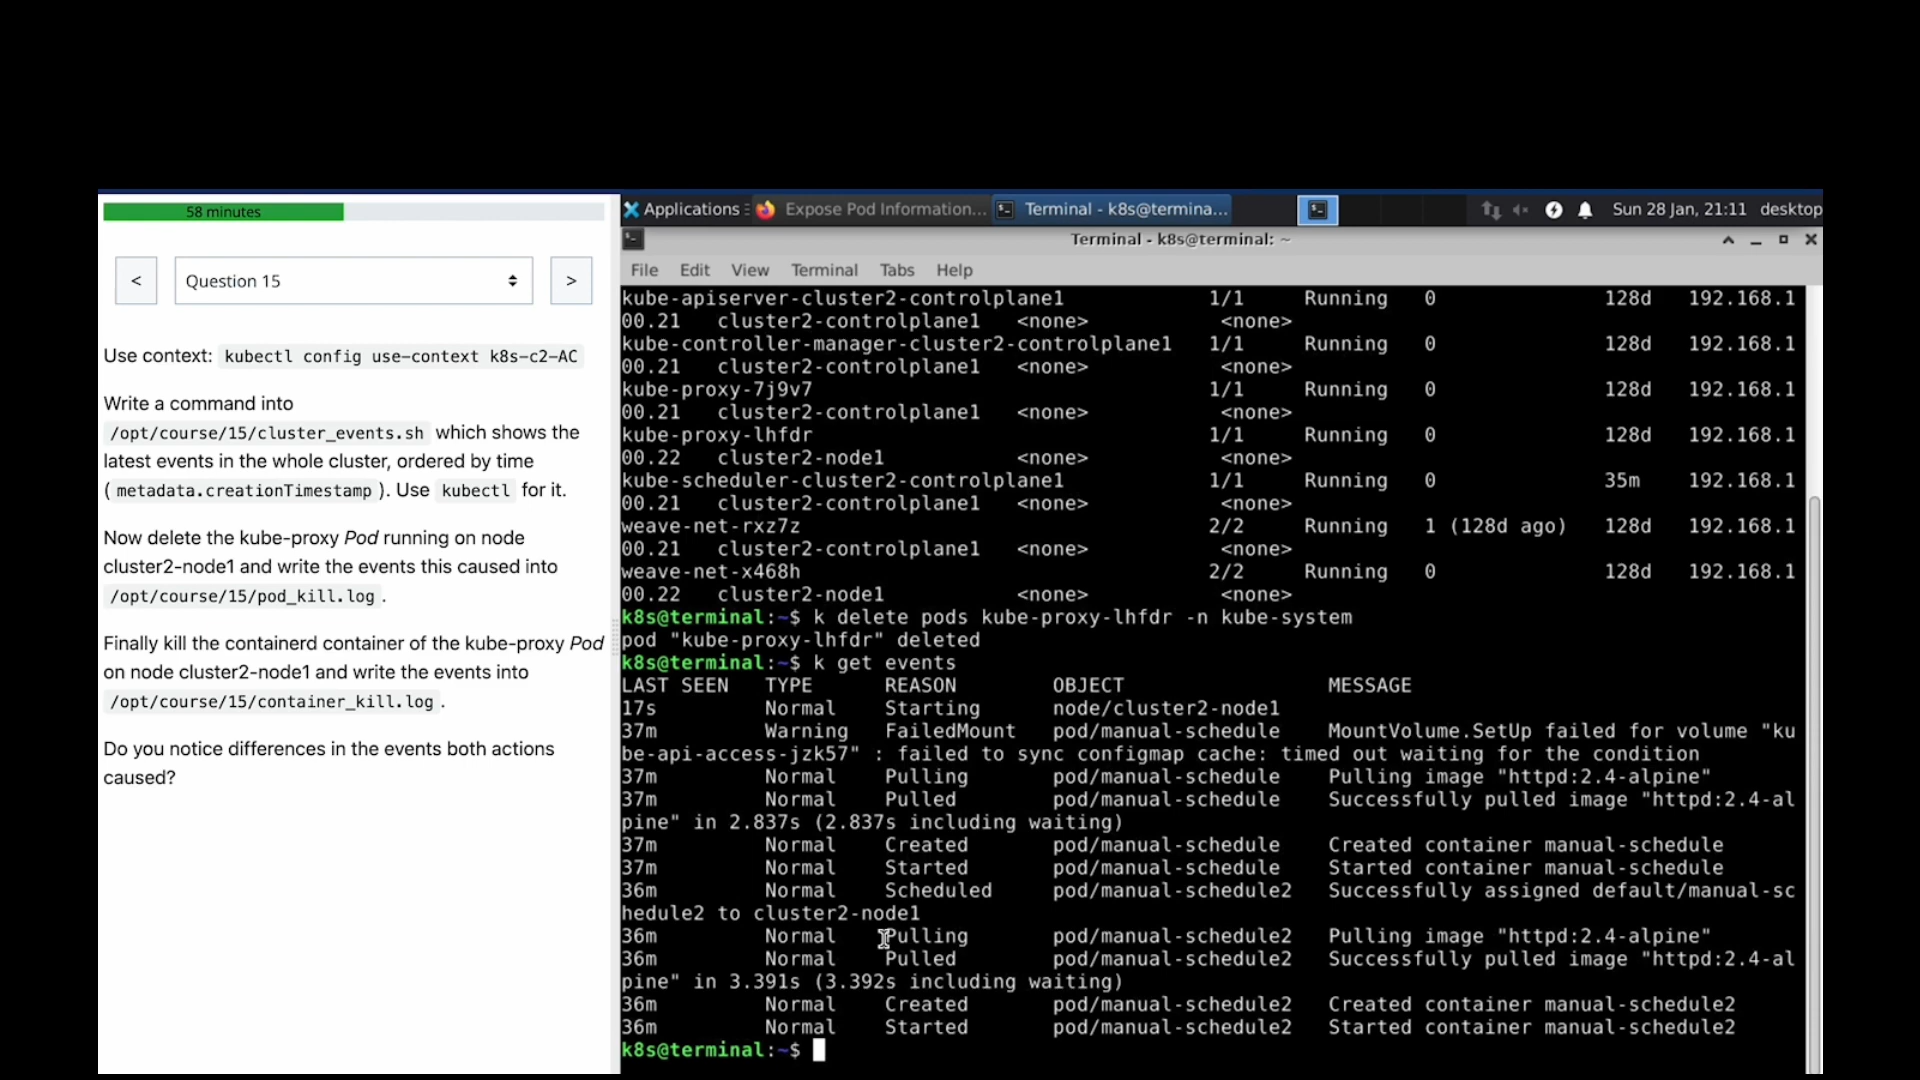 58 minutes
<
Question 15
>
Use context: kubectl config use-context k8s-c2-AC
Write a command into
/opt/course/15/cluster_events.sh which shows the
latest events in the whole cluster, ordered by time
( metadata.creationTimestamp ). Use kubectl for it.
Now delete the kube-proxy Pod running on node
cluster2-node1 and write the events this caused into
/opt/course/15/pod_kill.log .
Finally kill the containerd container of the kube-proxy Pod
on node cluster2-node1 and write the events into
/opt/course/15/container_kill.log .
Do you notice differences in the events both actions
caused?
Applications
Expose Pod Information...
Terminal - k8s@termina...
Sun 28 Jan, 21:11 desktop
Terminal - k8s@terminal: ~
File Edit View Terminal Tabs Help
kube-apiserver-cluster2-controlplane1 1/1 Running 0 128d 192.168.1
00.21 cluster2-controlplane1 <none> <none>
kube-controller-manager-cluster2-controlplane1 1/1 Running 0 128d 192.168.1
00.21 cluster2-controlplane1 <none> <none>
kube-proxy-7j9v7 1/1 Running 0 128d 192.168.1
00.21 cluster2-controlplane1 <none> <none>
kube-proxy-lhfdr 1/1 Running 0 128d 192.168.1
00.22 cluster2-node1 <none> <none>
kube-scheduler-cluster2-controlplane1 1/1 Running 0 35m 192.168.1
00.21 cluster2-controlplane1 <none> <none>
weave-net-rxz7z 2/2 Running 1 (128d ago) 128d 192.168.1
00.21 cluster2-controlplane1 <none> <none>
weave-net-x468h 2/2 Running 0 128d 192.168.1
00.22 cluster2-node1 <none> <none>
k8s@terminal:~$ k delete pods kube-proxy-lhfdr -n kube-system
pod "kube-proxy-lhfdr" deleted
k8s@terminal:~$ k get events
LAST SEEN TYPE REASON OBJECT MESSAGE
17s Normal Starting node/cluster2-node1
37m Warning FailedMount pod/manual-schedule MountVolume.SetUp failed for volume "ku
be-api-access-jzk57" : failed to sync configmap cache: timed out waiting for the condition
37m Normal Pulling pod/manual-schedule Pulling image "httpd:2.4-alpine"
37m Normal Pulled pod/manual-schedule Successfully pulled image "httpd:2.4-al
pine" in 2.837s (2.837s including waiting)
37m Normal Created pod/manual-schedule Created container manual-schedule
37m Normal Started pod/manual-schedule Started container manual-schedule
36m Normal Scheduled pod/manual-schedule2 Successfully assigned default/manual-sc
hedule2 to cluster2-node1
36m Normal Pulling pod/manual-schedule2 Pulling image "httpd:2.4-alpine"
36m Normal Pulled pod/manual-schedule2 Successfully pulled image "httpd:2.4-al
pine" in 3.391s (3.392s including waiting)
36m Normal Created pod/manual-schedule2 Created container manual-schedule2
36m Normal Started pod/manual-schedule2 Started container manual-schedule2
k8s@terminal:~$